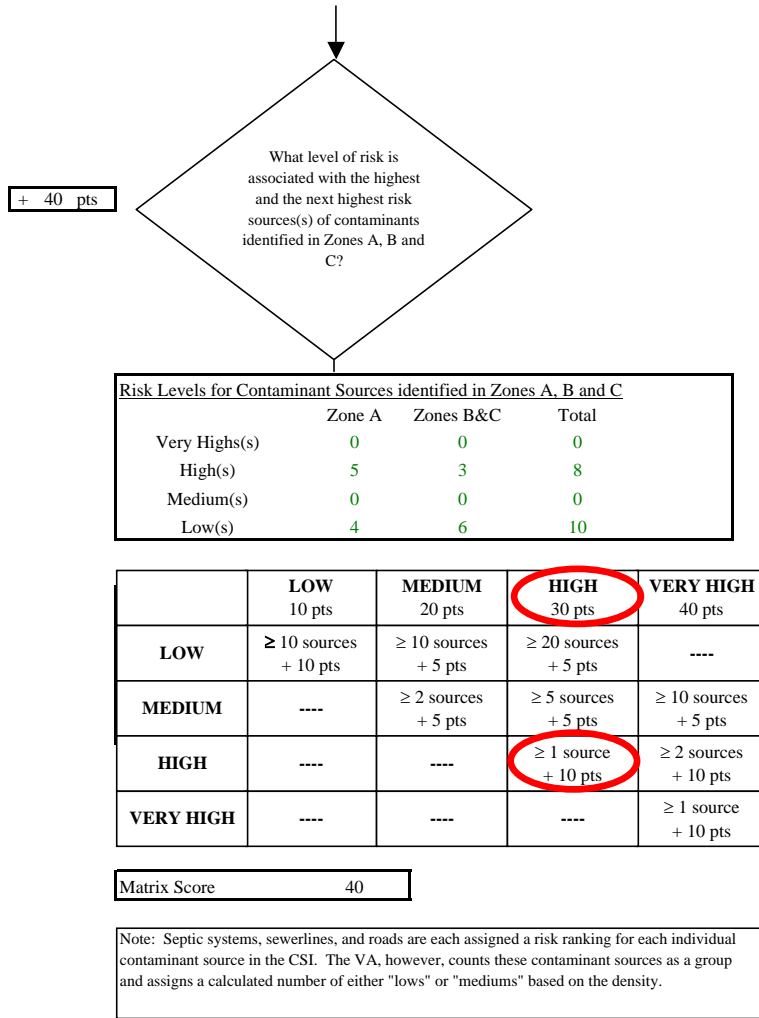 What level of risk is
associated with the highest
and the next highest risk
sources(s) of contaminants
identified in Zones A, B and
C?
+ 40 pts
Risk Levels for Contaminant Sources identified in Zones A, B and C
Zone A Zones B&C Total
Very Highs(s) 0 0 0
High(s) 5 3 8
Medium(s) 0 0 0
Low(s) 4 6 10
LOW MEDIUM HIGH VERY HIGH
10 pts 20 pts 30 pts 40 pts
LOW ≥ 10 sources ≥ 10 sources ≥ 20 sources ----
+ 10 pts + 5 pts + 5 pts
MEDIUM ---- ≥ 2 sources ≥ 5 sources ≥ 10 sources
+ 5 pts + 5 pts + 5 pts
HIGH ---- ---- ≥ 1 source ≥ 2 sources
+ 10 pts + 10 pts
VERY HIGH ---- ---- ---- ≥ 1 source
+ 10 pts
Matrix Score 40
Note: Septic systems, sewerlines, and roads are each assigned a risk ranking for each individual
contaminant source in the CSI. The VA, however, counts these contaminant sources as a group
and assigns a calculated number of either "lows" or "mediums" based on the density.